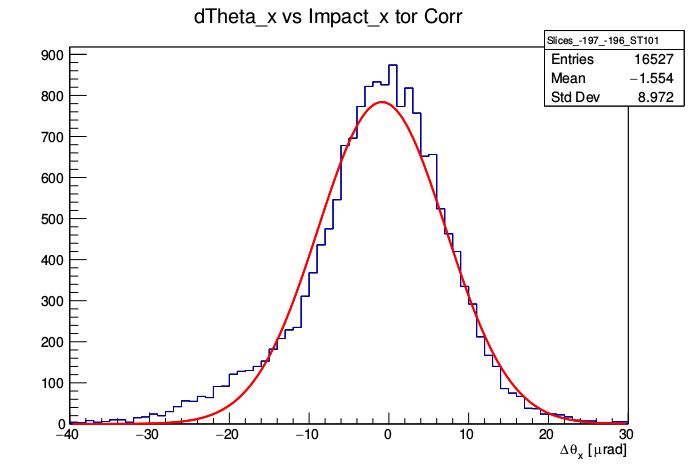 dTheta_x vs Impact_x tor Corr
Slices_-197_-196_ST101
Entries 16527
Mean −1.554
Std Dev 8.972
900
800
700
600
500
400
300
200
100
0
−40 −30 −20 −10 0 10 20 30
Δθx [μrad]